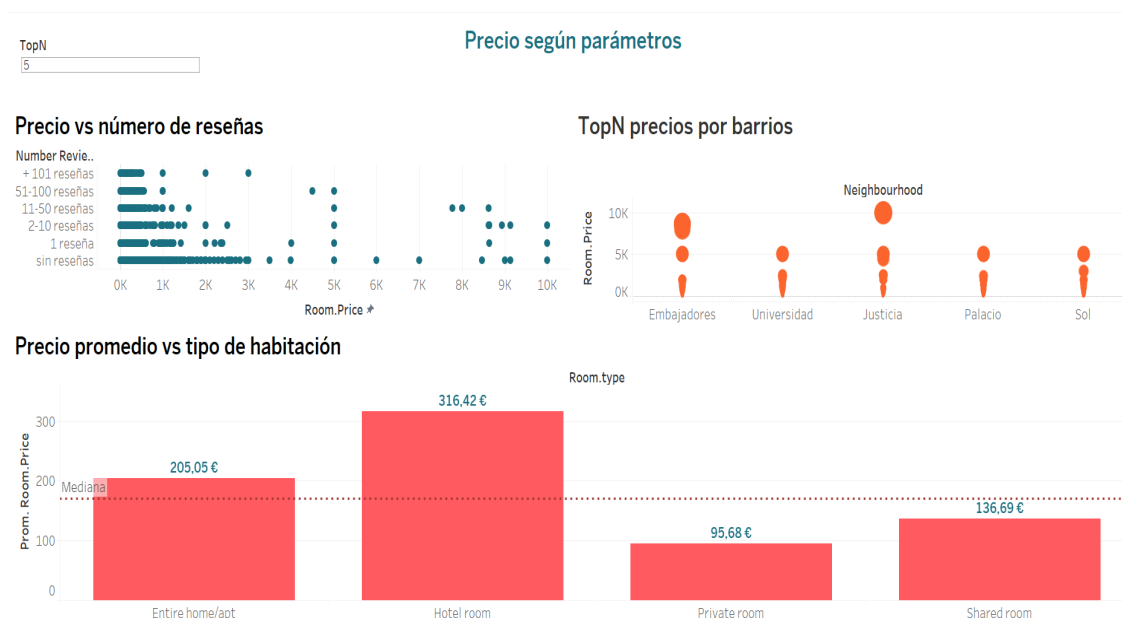 Precio según parámetros
TopN
5
Precio vs número de reseñas
Number Revie..
+ 101 reseñas
51-100 reseñas
11-50 reseñas
2-10 reseñas
1 reseña
sin reseñas
0K 1K 2K 3K 4K 5K 6K 7K 8K 9K 10K
Room.Price
TopN precios por barrios
Neighbourhood
Room.Price
10K
5K
0K
Embajadores Universidad Justicia Palacio Sol
Precio promedio vs tipo de habitación
Room.type
Prom. Room.Price
300
200
100
0
Mediana
205,05 €
316,42 €
95,68 €
136,69 €
Entire home/apt Hotel room Private room Shared room